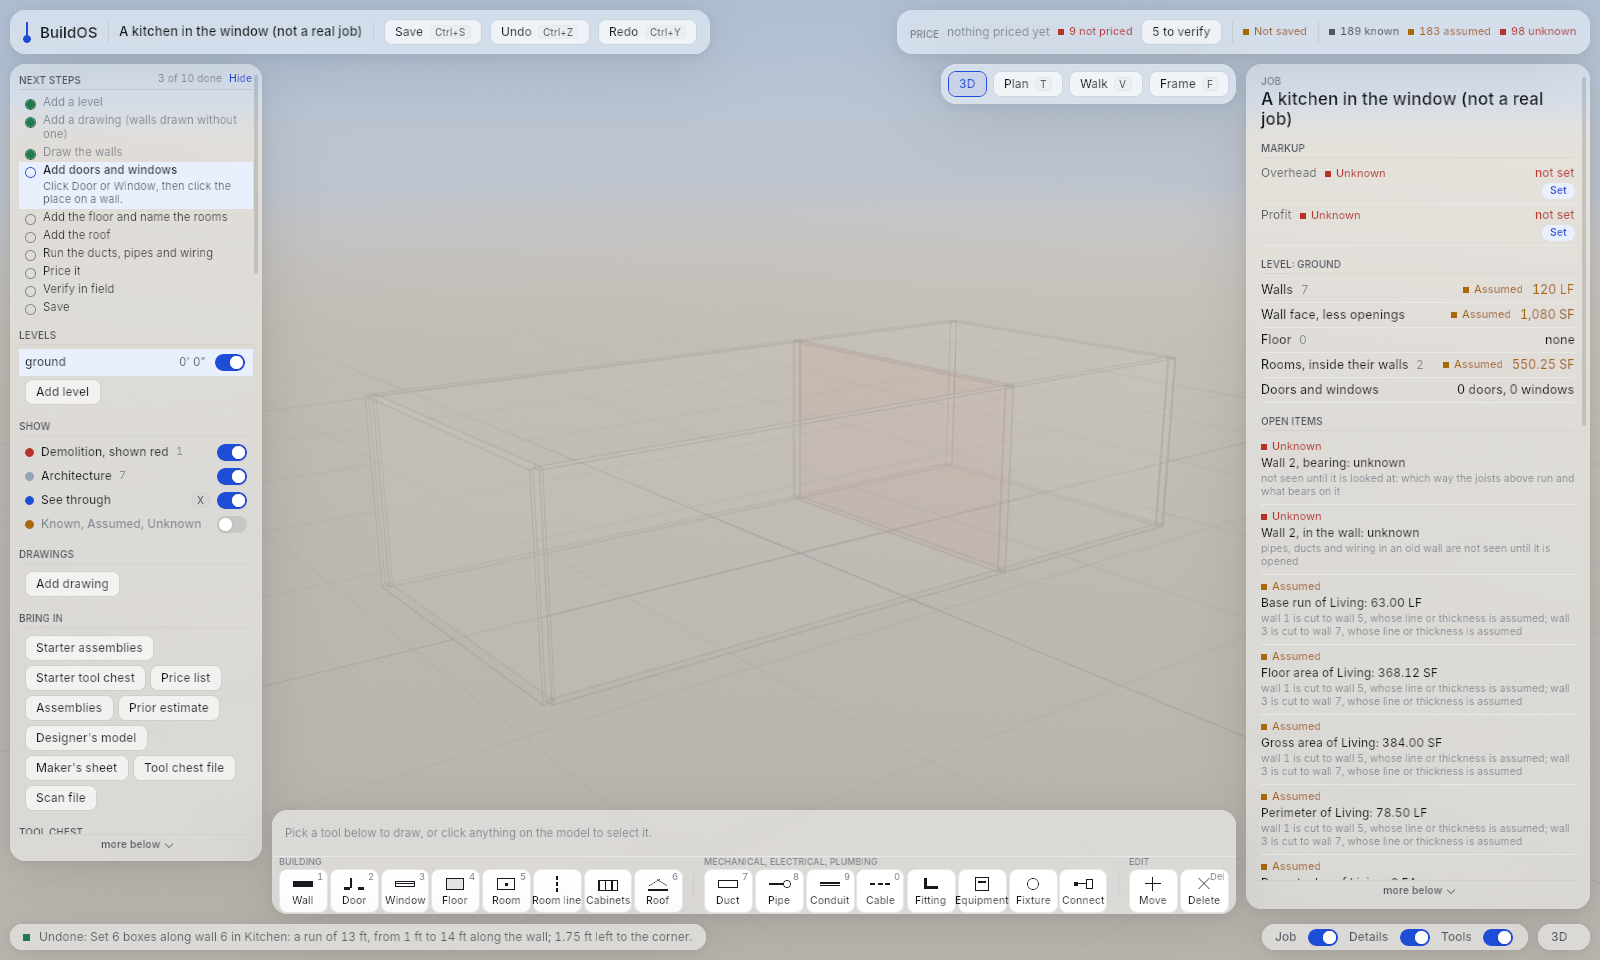 BuildOS
A kitchen in the window (not a real job)
Save Ctrl+S
Undo Ctrl+Z
Redo Ctrl+Y
PRICE nothing priced yet 9 not priced
5 to verify
Not saved
189 known 183 assumed 98 unknown
NEXT STEPS 3 of 10 done Hide
Add a level
Add a drawing (walls drawn without
one)
Draw the walls
Add doors and windows
Click Door or Window, then click the
place on a wall.
Add the floor and name the rooms
Add the roof
Run the ducts, pipes and wiring
Price it
Verify in field
Save
LEVELS
ground 0' 0"
Add level
SHOW
Demolition, shown red 1
Architecture 7
See through X
Known, Assumed, Unknown
DRAWINGS
Add drawing
BRING IN
Starter assemblies
Starter tool chest Price list
Assemblies Prior estimate
Designer's model
Maker's sheet Tool chest file
Scan file
TOOL CHEST
more below
3D
Plan T
Walk V
Frame F
JOB
A kitchen in the window (not a real
job)
MARKUP
Overhead Unknown not set
Set
Profit Unknown not set
Set
LEVEL: GROUND
Walls 7 Assumed 120 LF
Wall face, less openings Assumed 1,080 SF
Floor 0 none
Rooms, inside their walls 2 Assumed 550.25 SF
Doors and windows 0 doors, 0 windows
OPEN ITEMS
Unknown
Wall 2, bearing: unknown
not seen until it is looked at: which way the joists above run and
what bears on it
Unknown
Wall 2, in the wall: unknown
pipes, ducts and wiring in an old wall are not seen until it is
opened
Assumed
Base run of Living: 63.00 LF
wall 1 is cut to wall 5, whose line or thickness is assumed; wall
3 is cut to wall 7, whose line or thickness is assumed
Assumed
Floor area of Living: 368.12 SF
wall 1 is cut to wall 5, whose line or thickness is assumed; wall
3 is cut to wall 7, whose line or thickness is assumed
Assumed
Gross area of Living: 384.00 SF
wall 1 is cut to wall 5, whose line or thickness is assumed; wall
3 is cut to wall 7, whose line or thickness is assumed
Assumed
Perimeter of Living: 78.50 LF
wall 1 is cut to wall 5, whose line or thickness is assumed; wall
3 is cut to wall 7, whose line or thickness is assumed
Assumed
more below
Pick a tool below to draw, or click anything on the model to select it.
BUILDING
Wall 1
Door 2
Window 3
Floor 4
Room 5
Room line
Cabinets
Roof 6
MECHANICAL, ELECTRICAL, PLUMBING
Duct 7
Pipe 8
Conduit 9
Cable 0
Fitting
Equipment
Fixture
Connect
EDIT
Move
Delete Del
Undone: Set 6 boxes along wall 6 in Kitchen: a run of 13 ft, from 1 ft to 14 ft along the wall; 1.75 ft left to the corner.
Job
Details
Tools
3D